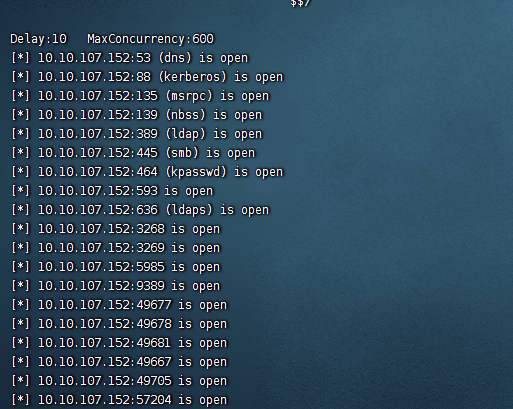 $$/
Delay:10   MaxConcurrency:600
[*] 10.10.107.152:53 (dns) is open
[*] 10.10.107.152:88 (kerberos) is open
[*] 10.10.107.152:135 (msrpc) is open
[*] 10.10.107.152:139 (nbss) is open
[*] 10.10.107.152:389 (ldap) is open
[*] 10.10.107.152:445 (smb) is open
[*] 10.10.107.152:464 (kpasswd) is open
[*] 10.10.107.152:593 is open
[*] 10.10.107.152:636 (ldaps) is open
[*] 10.10.107.152:3268 is open
[*] 10.10.107.152:3269 is open
[*] 10.10.107.152:5985 is open
[*] 10.10.107.152:9389 is open
[*] 10.10.107.152:49677 is open
[*] 10.10.107.152:49678 is open
[*] 10.10.107.152:49681 is open
[*] 10.10.107.152:49667 is open
[*] 10.10.107.152:49705 is open
[*] 10.10.107.152:57204 is open